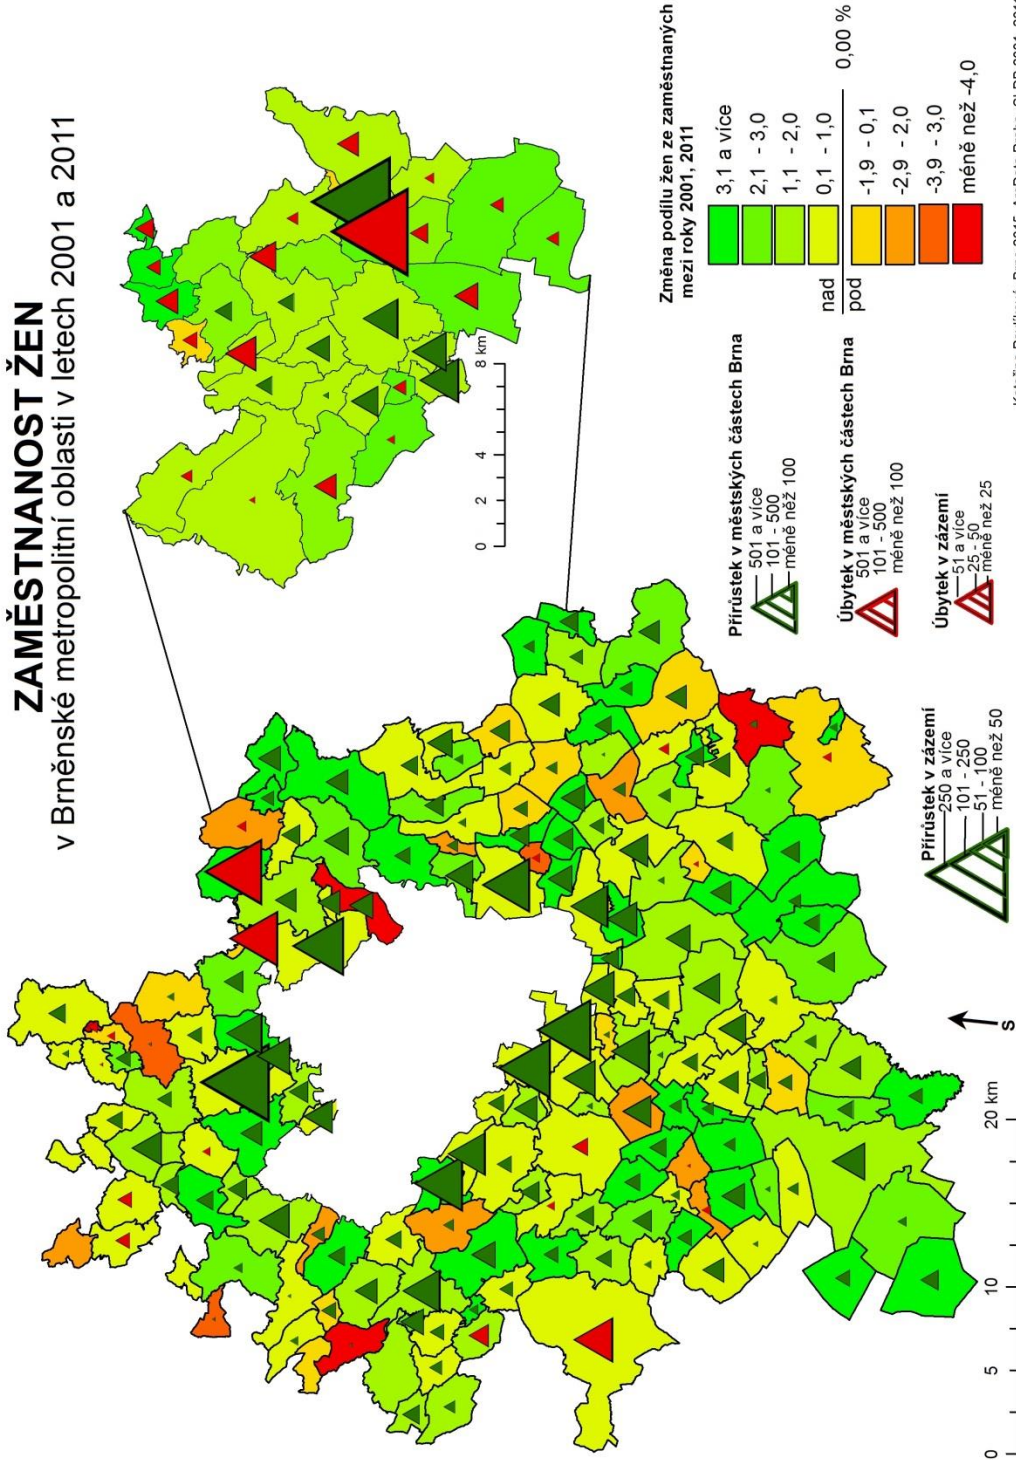 ZAMĚSTNANOST ŽEN
v Brněnské metropolitní oblasti v letech 2001 a 2011
0 2 4 8 km
Změna podílu žen ze zaměstnaných
mezi roky 2001, 2011
3,1 a více
2,1 - 3,0
1,1 - 2,0
0,1 - 1,0
nad
pod
0,00 %
-1,9 - 0,1
-2,9 - 2,0
-3,9 - 3,0
méně než -4,0
Přírůstek v městských částech Brna
501 a více
101 - 500
méně něž 100
Úbytek v městských částech Brna
501 a více
101 - 500
méně než 100
Přírůstek v zázemí
250 a více
101 - 250
51 - 100
méně než 50
Úbytek v zázemí
51 a více
25 - 50
méně než 25
S
0 5 10 20 km